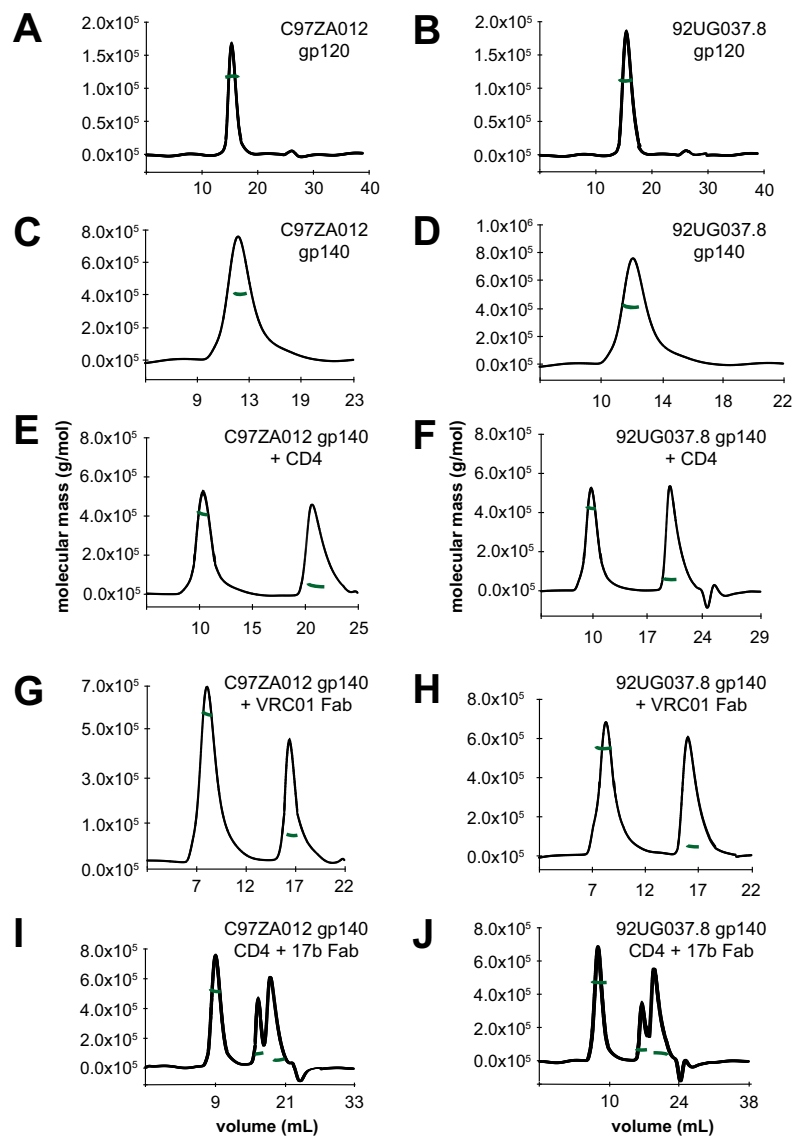 A
C97ZA012
gp120
2.0x10⁵
1.5x10⁵
1.0x10⁵
0.5x10⁵
0.0x10⁵
10 20 30 40
B
92UG037.8
gp120
2.0x10⁵
1.5x10⁵
1.0x10⁵
0.5x10⁵
0.0x10⁵
10 20 30 40
C
C97ZA012
gp140
8.0x10⁵
6.0x10⁵
4.0x10⁵
2.0x10⁵
0.0x10⁵
9 13 19 23
D
92UG037.8
gp140
1.0x10⁶
8.0x10⁵
6.0x10⁵
4.0x10⁵
2.0x10⁵
0.0x10⁵
10 14 18 22
molecular mass (g/mol)
E
C97ZA012 gp140
+ CD4
8.0x10⁵
6.0x10⁵
4.0x10⁵
2.0x10⁵
0.0x10⁵
10 15 20 25
molecular mass (g/mol)
F
92UG037.8 gp140
+ CD4
8.0x10⁵
6.0x10⁵
4.0x10⁵
2.0x10⁵
0.0x10⁵
10 17 24 29
G
C97ZA012 gp140
+ VRC01 Fab
7.0x10⁵
5.0x10⁵
3.0x10⁵
1.0x10⁵
0.0x10⁵
7 12 17 22
H
92UG037.8 gp140
+ VRC01 Fab
8.0x10⁵
6.0x10⁵
4.0x10⁵
2.0x10⁵
0.0x10⁵
7 12 17 22
I
C97ZA012 gp140
CD4 + 17b Fab
8.0x10⁵
6.0x10⁵
4.0x10⁵
2.0x10⁵
0.0x10⁵
9 21 33
volume (mL)
J
92UG037.8 gp140
CD4 + 17b Fab
8.0x10⁵
6.0x10⁵
4.0x10⁵
2.0x10⁵
0.0x10⁵
10 24 38
volume (mL)